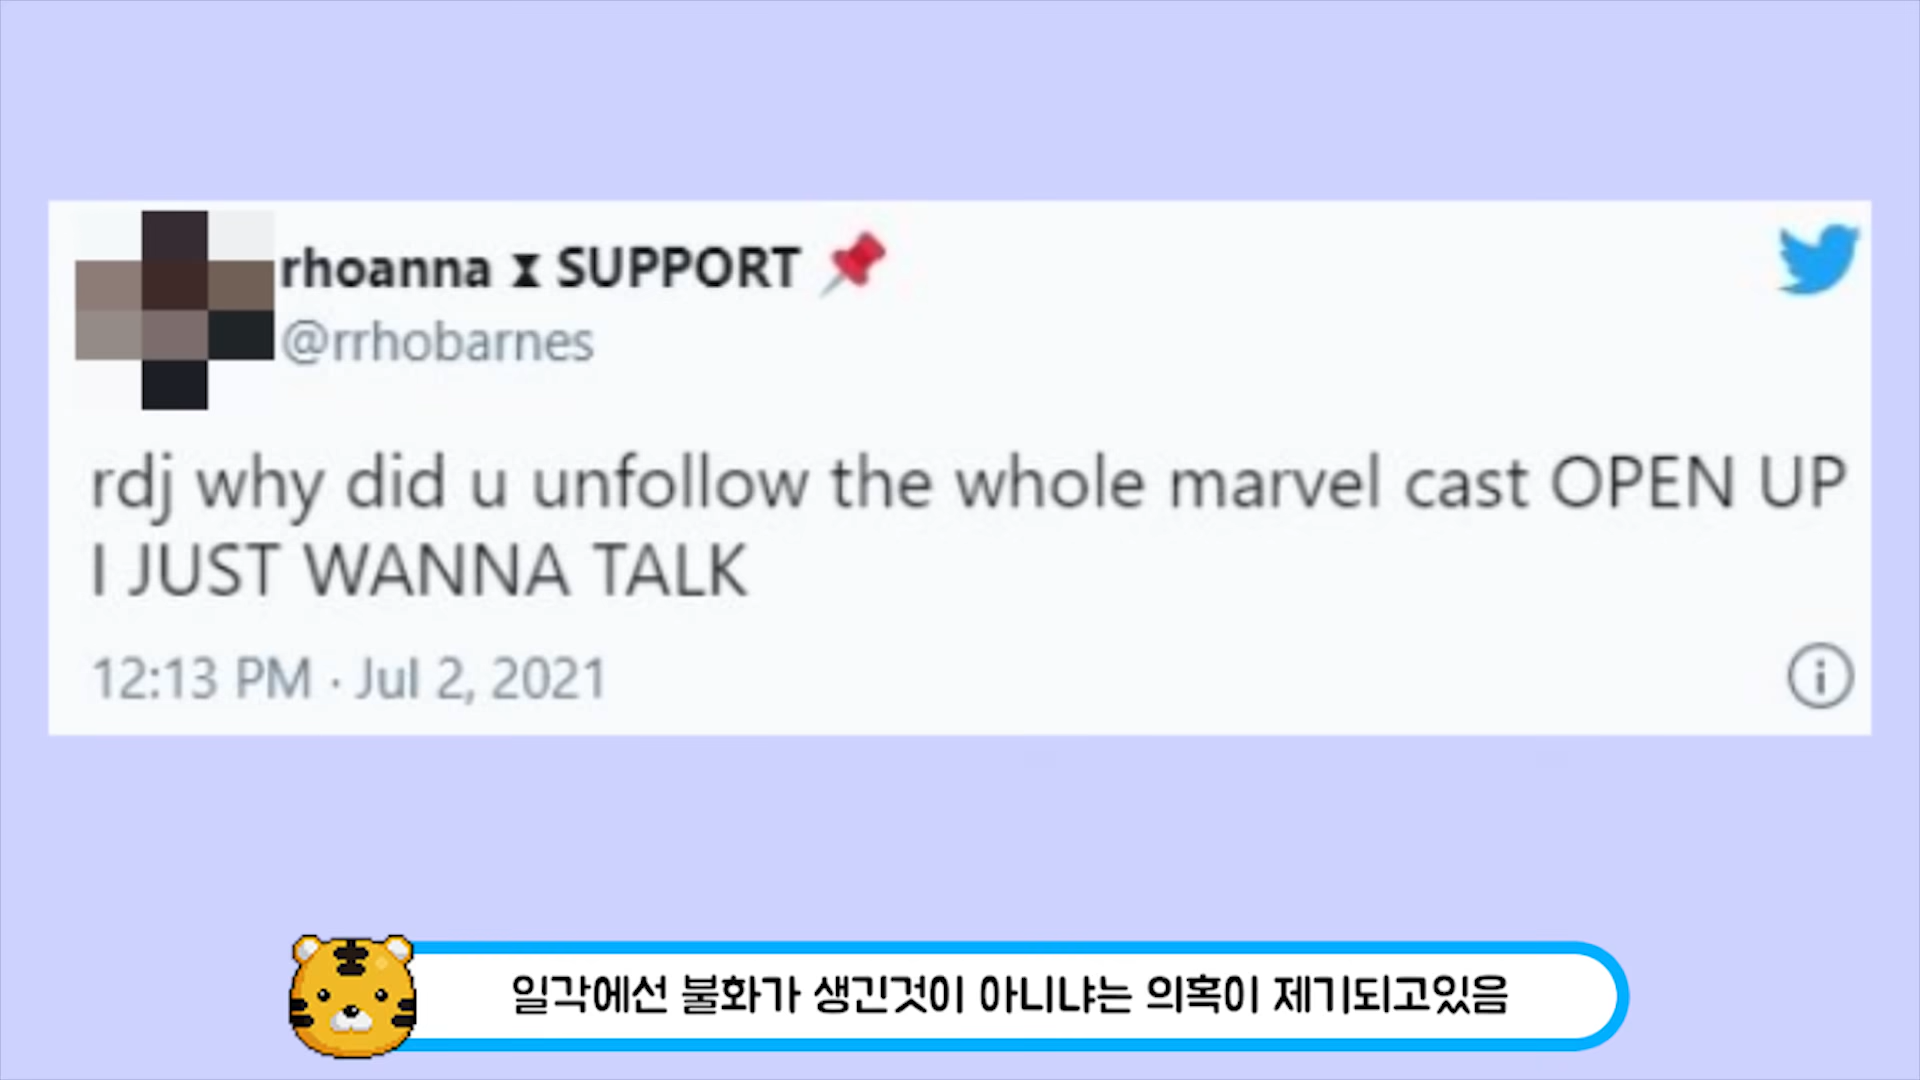 rhoanna ⧗ SUPPORT 📌
@rrhobarnes
rdj why did u unfollow the whole marvel cast OPEN UP
I JUST WANNA TALK
12:13 PM · Jul 2, 2021
일각에선 불화가 생긴것이 아니냐는 의혹이 제기되고있음